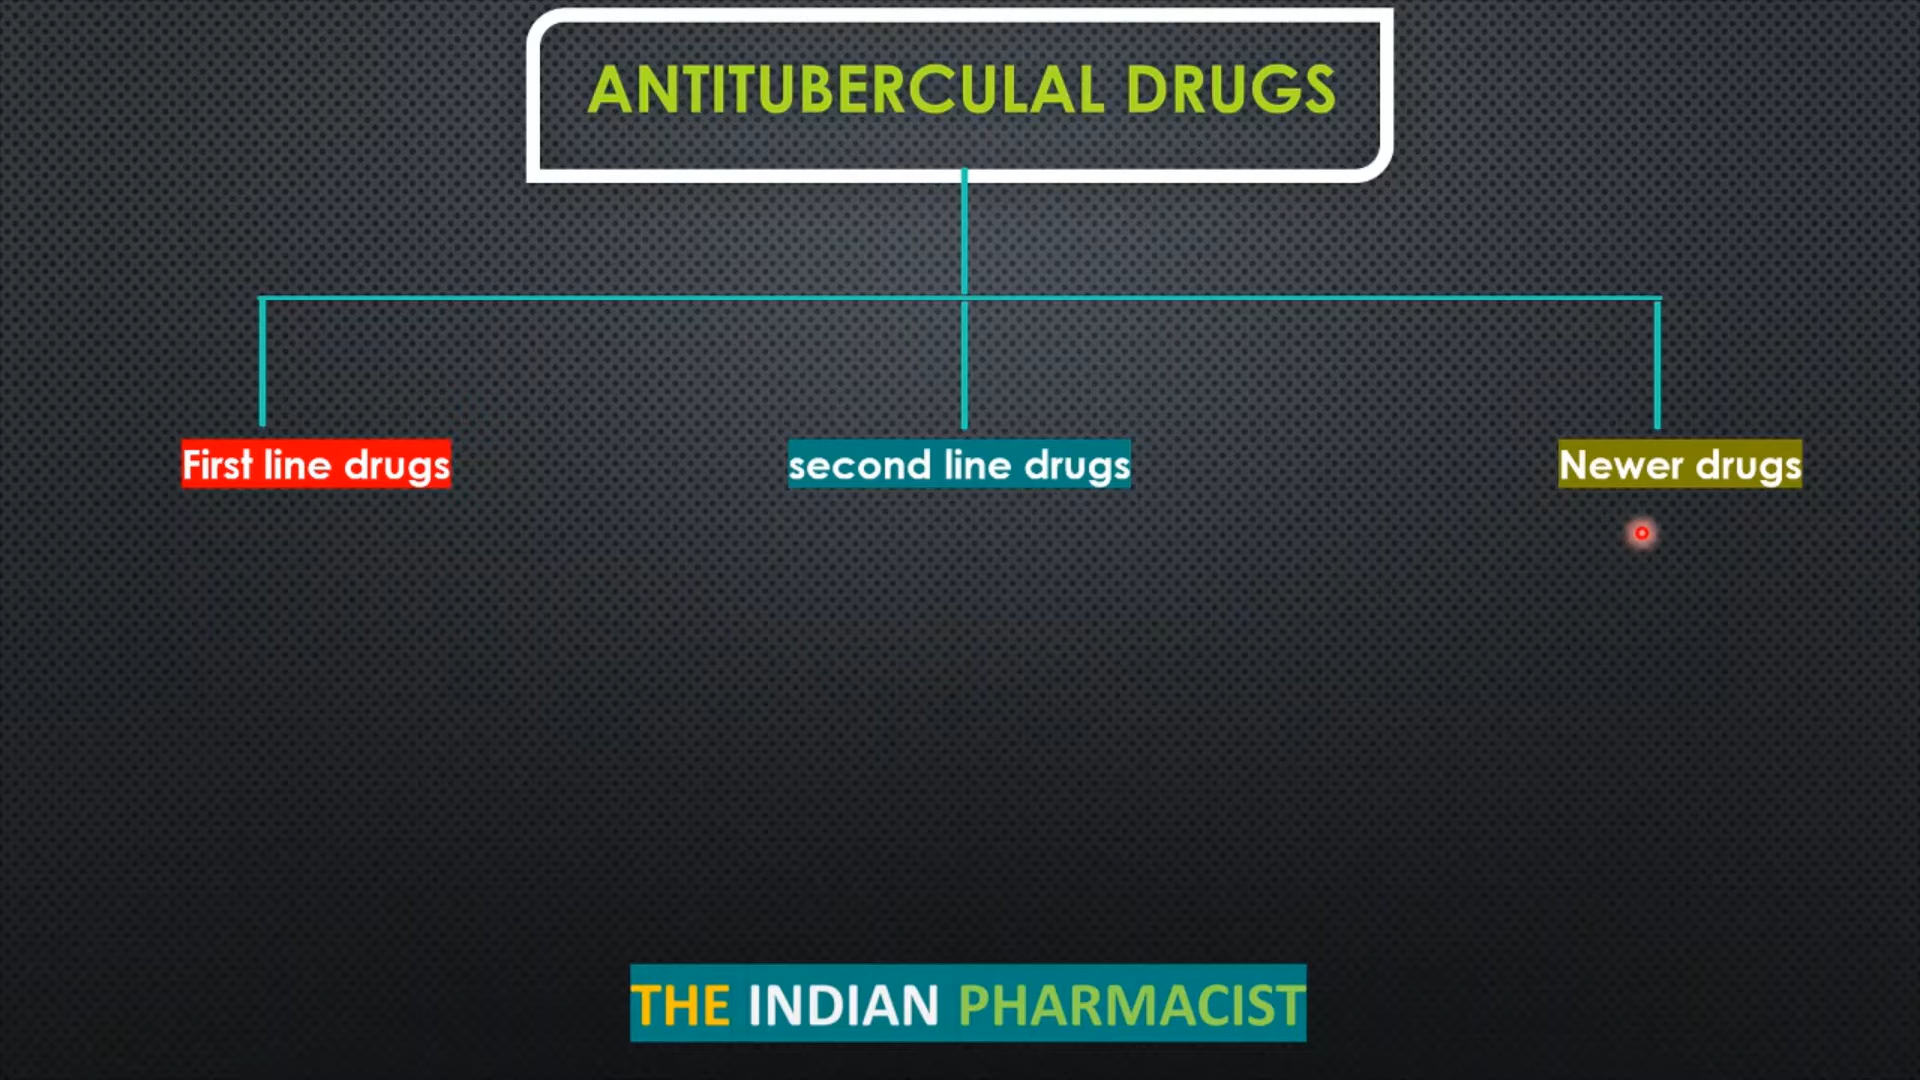 ANTITUBERCULAL DRUGS
First line drugs
second line drugs
Newer drugs
THE INDIAN PHARMACIST